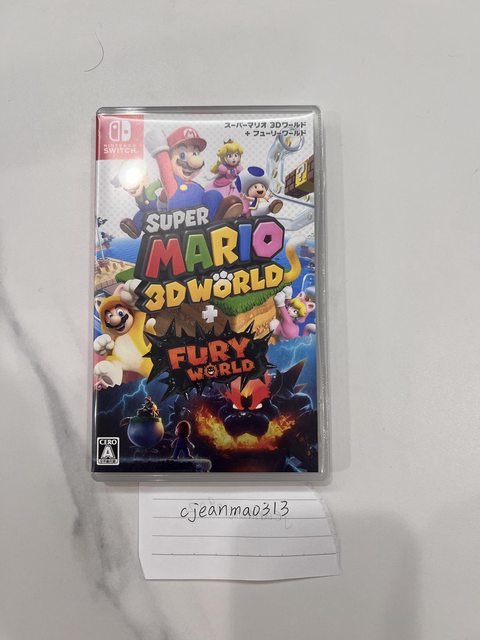 NINTENDO
SWITCH
スーパーマリオ 3Dワールド
+ フューリーワールド
SUPER
MARIO
3D WORLD
+
FURY
WORLD
CERO
A
cjeanma0313